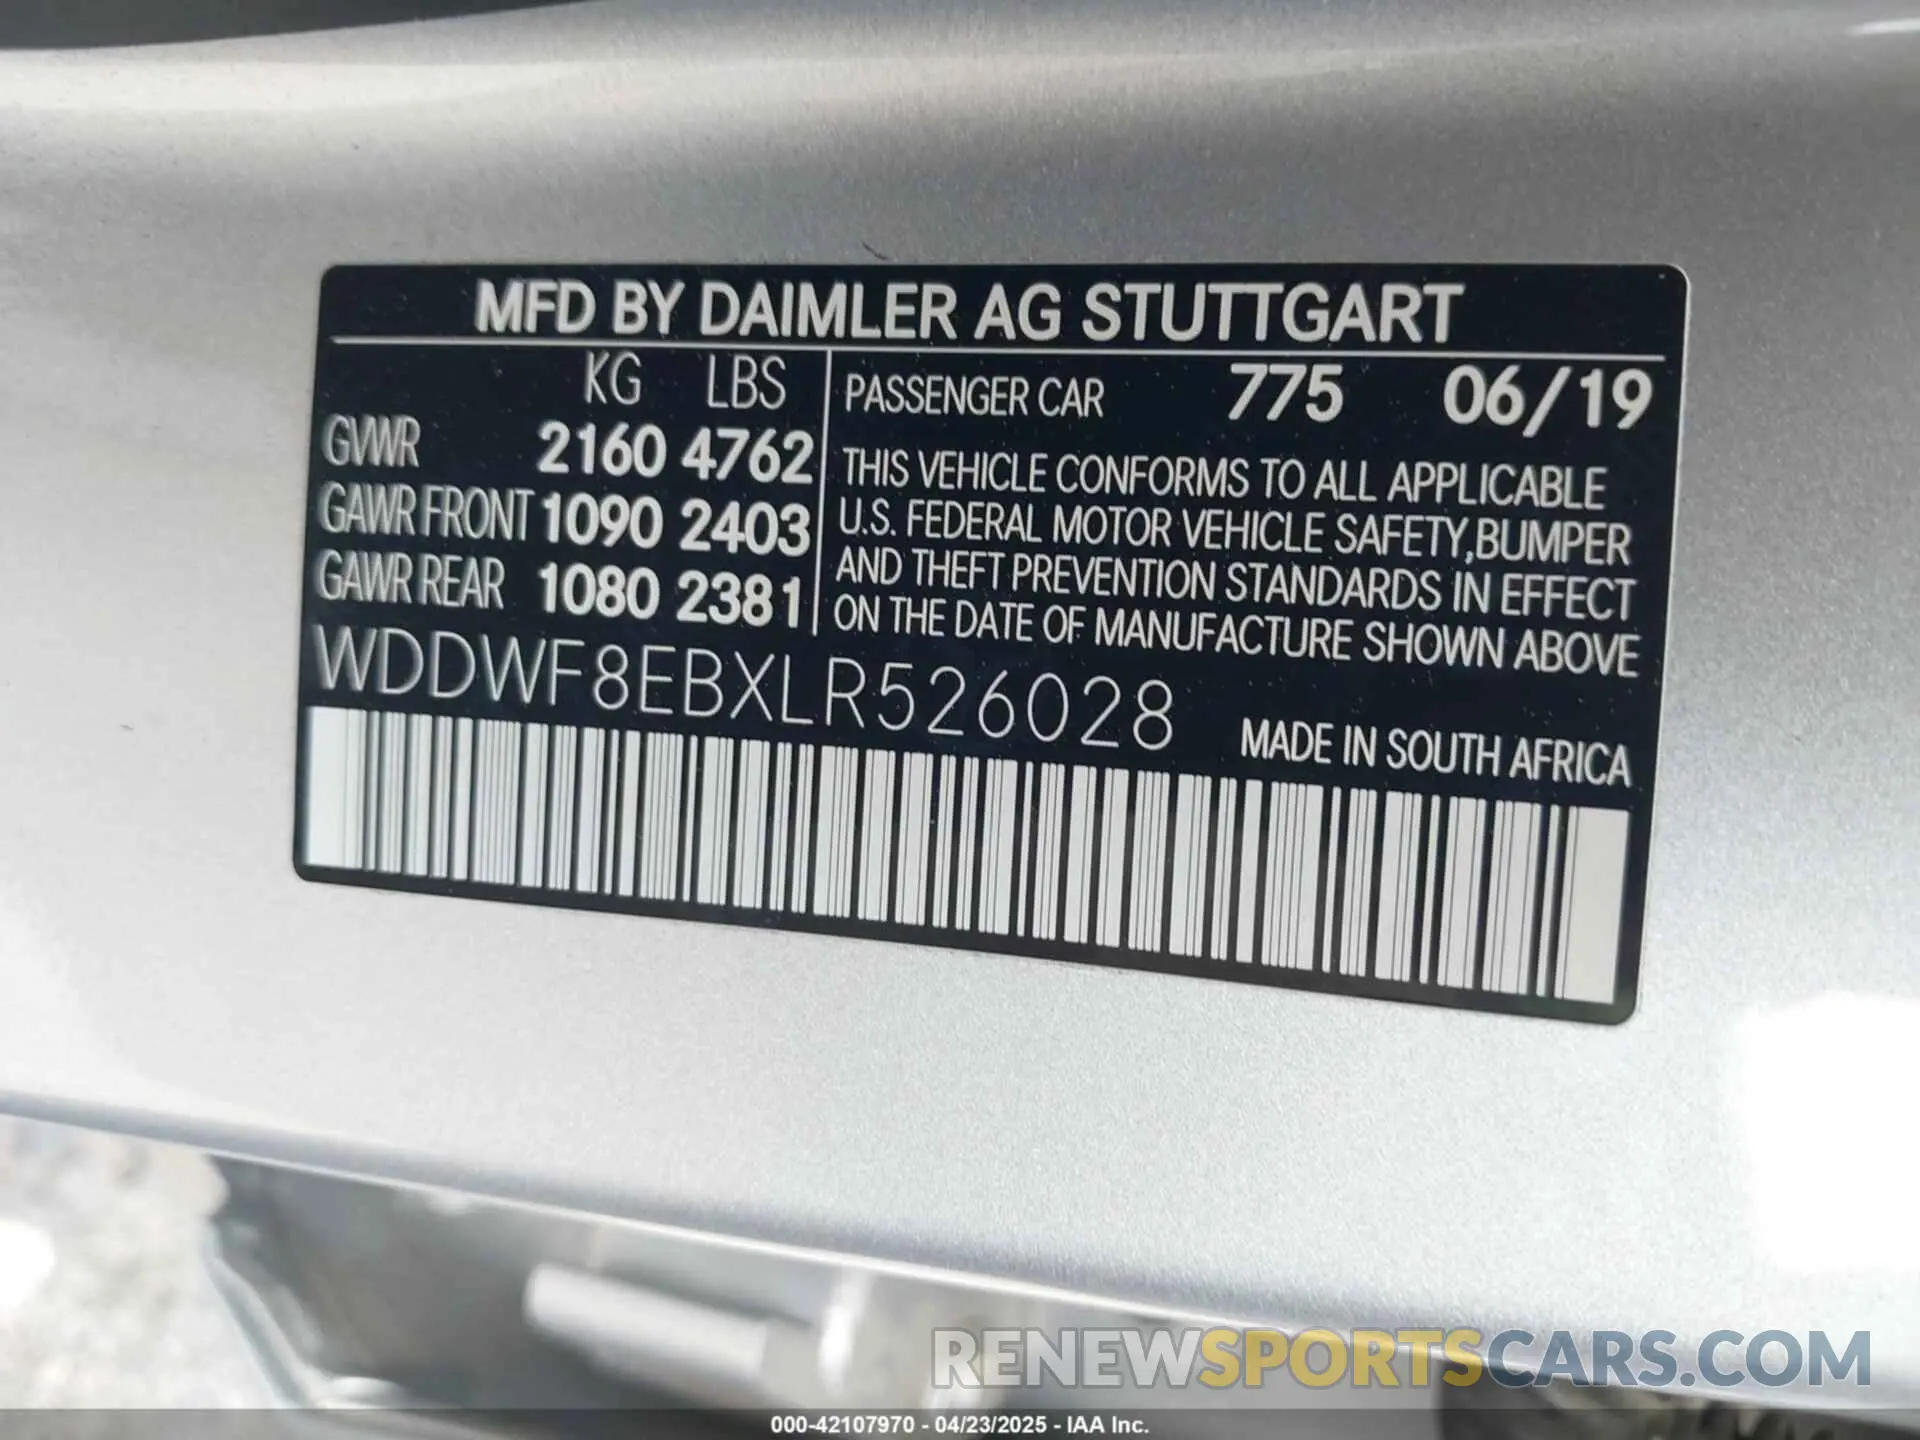 MFD BY DAIMLER AG STUTTGART
KG LBS
GVWR 2160 4762
GAWR FRONT 1090 2403
GAWR REAR 1080 2381
PASSENGER CAR 775 06/19
THIS VEHICLE CONFORMS TO ALL APPLICABLE
U.S. FEDERAL MOTOR VEHICLE SAFETY,BUMPER
AND THEFT PREVENTION STANDARDS IN EFFECT
ON THE DATE OF MANUFACTURE SHOWN ABOVE
WDDWF8EBXLR526028
MADE IN SOUTH AFRICA
RENEWSPORTSCARS.COM
000-42107970 - 04/23/2025 - IAA Inc.